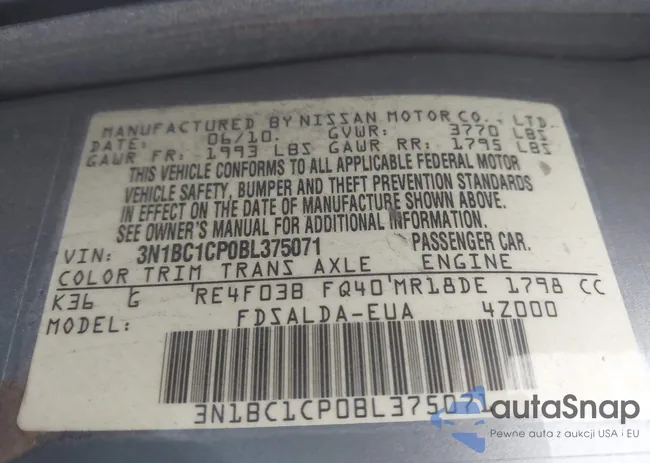 MANUFACTURED BY NISSAN MOTOR CO., LTD.
DATE: 06/10. GVWR: 3770 LBS
GAWR FR: 1993 LBS GAWR RR: 1795 LBS
THIS VEHICLE CONFORMS TO ALL APPLICABLE FEDERAL MOTOR
VEHICLE SAFETY, BUMPER AND THEFT PREVENTION STANDARDS
IN EFFECT ON THE DATE OF MANUFACTURE SHOWN ABOVE.
SEE OWNER'S MANUAL FOR ADDITIONAL INFORMATION.
VIN: 3N1BC1CP0BL375071 PASSENGER CAR.
COLOR TRIM TRANS AXLE ENGINE
K36 G RE4F03B FQ40 MR18DE 1798 CC
MODEL: FDSALDA-EUA 4Z000
3N1BC1CP0BL375071
autoSnap
Pewne auta z aukcji USA i EU